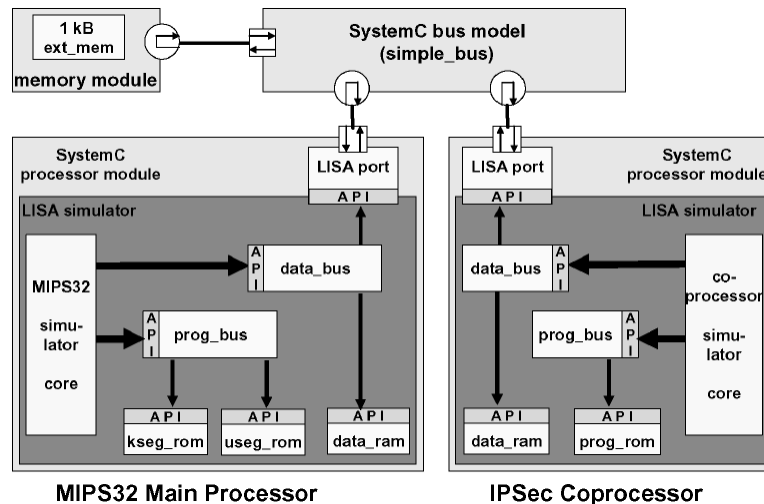 1 kB
ext_mem
memory module
SystemC bus model
(simple_bus)
SystemC
processor module
LISA port
API
LISA simulator
MIPS32
simu-
lator
core
API
data_bus
API
prog_bus
API
kseg_rom
API
useg_rom
API
data_ram
MIPS32 Main Processor
LISA port
API
SystemC
processor module
LISA simulator
data_bus
API
prog_bus
API
co-
processor
simu-
lator
core
API
data_ram
API
prog_rom
IPSec Coprocessor